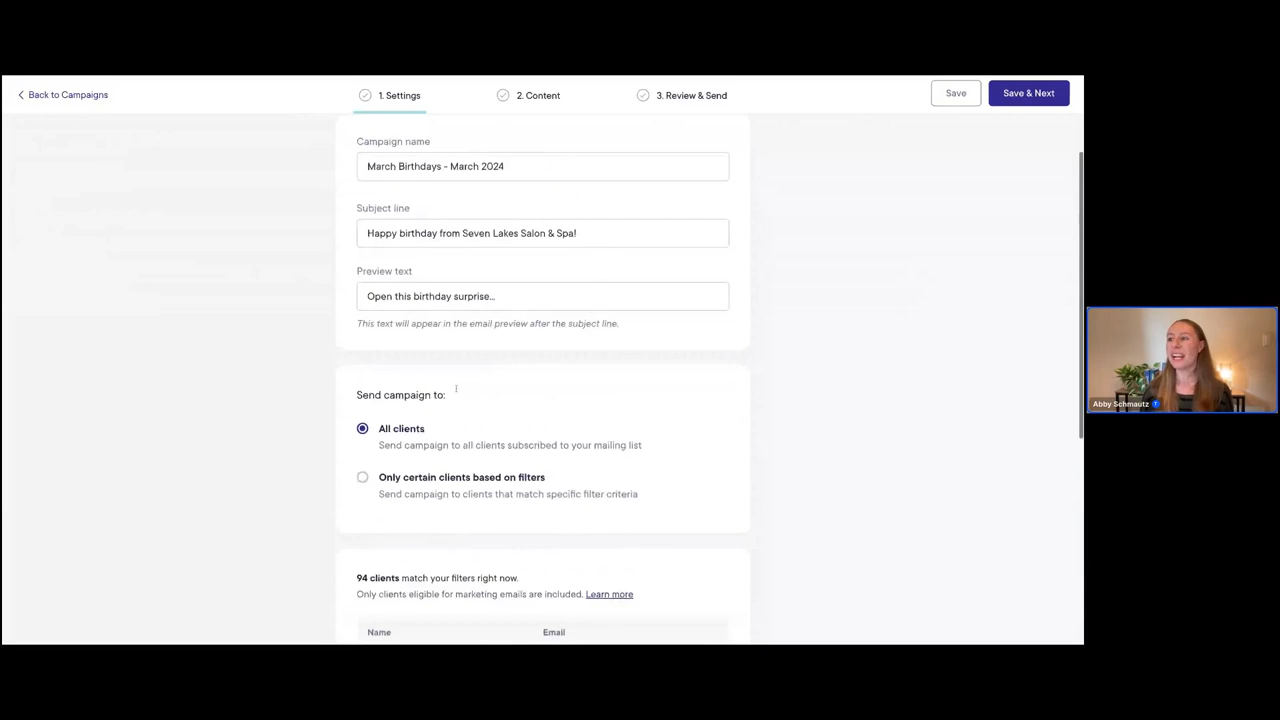 Back to Campaigns
1. Settings
2. Content
3. Review & Send
Save
Save & Next
Campaign name
March Birthdays - March 2024
Subject line
Happy birthday from Seven Lakes Salon & Spa!
Preview text
Open this birthday surprise...
This text will appear in the email preview after the subject line.
Send campaign to:
All clients
Send campaign to all clients subscribed to your mailing list
Only certain clients based on filters
Send campaign to clients that match specific filter criteria
94 clients match your filters right now.
Only clients eligible for marketing emails are included. Learn more
Name
Email
Abby Schmautz